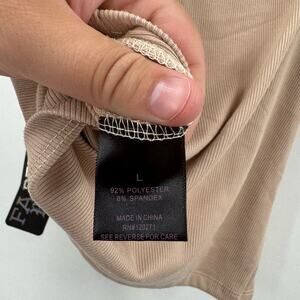 L
92% POLYESTER
8% SPANDEX
MADE IN CHINA
RN#120271
SEE REVERSE FOR CARE